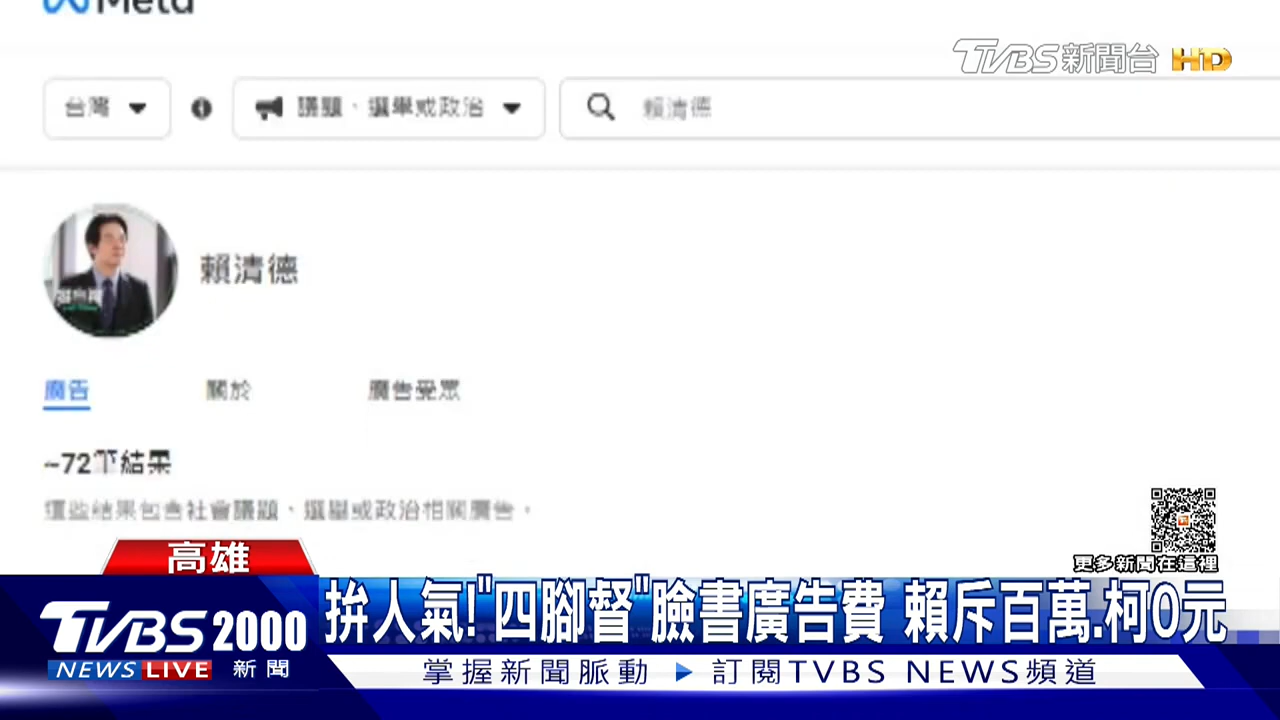 Meta
TVBS新聞台 HD
台灣
議題、選舉或政治
賴清德
賴清德
廣告
關於
廣告受眾
~72個結果
這些結果包含社會議題、選舉或政治相關廣告。
更多新聞在這裡
高雄
拚人氣!"四腳督"臉書廣告費 賴斥百萬.柯0元
TVBS 2000
NEWS LIVE 新聞
掌握新聞脈動 ▶ 訂閱TVBS NEWS頻道